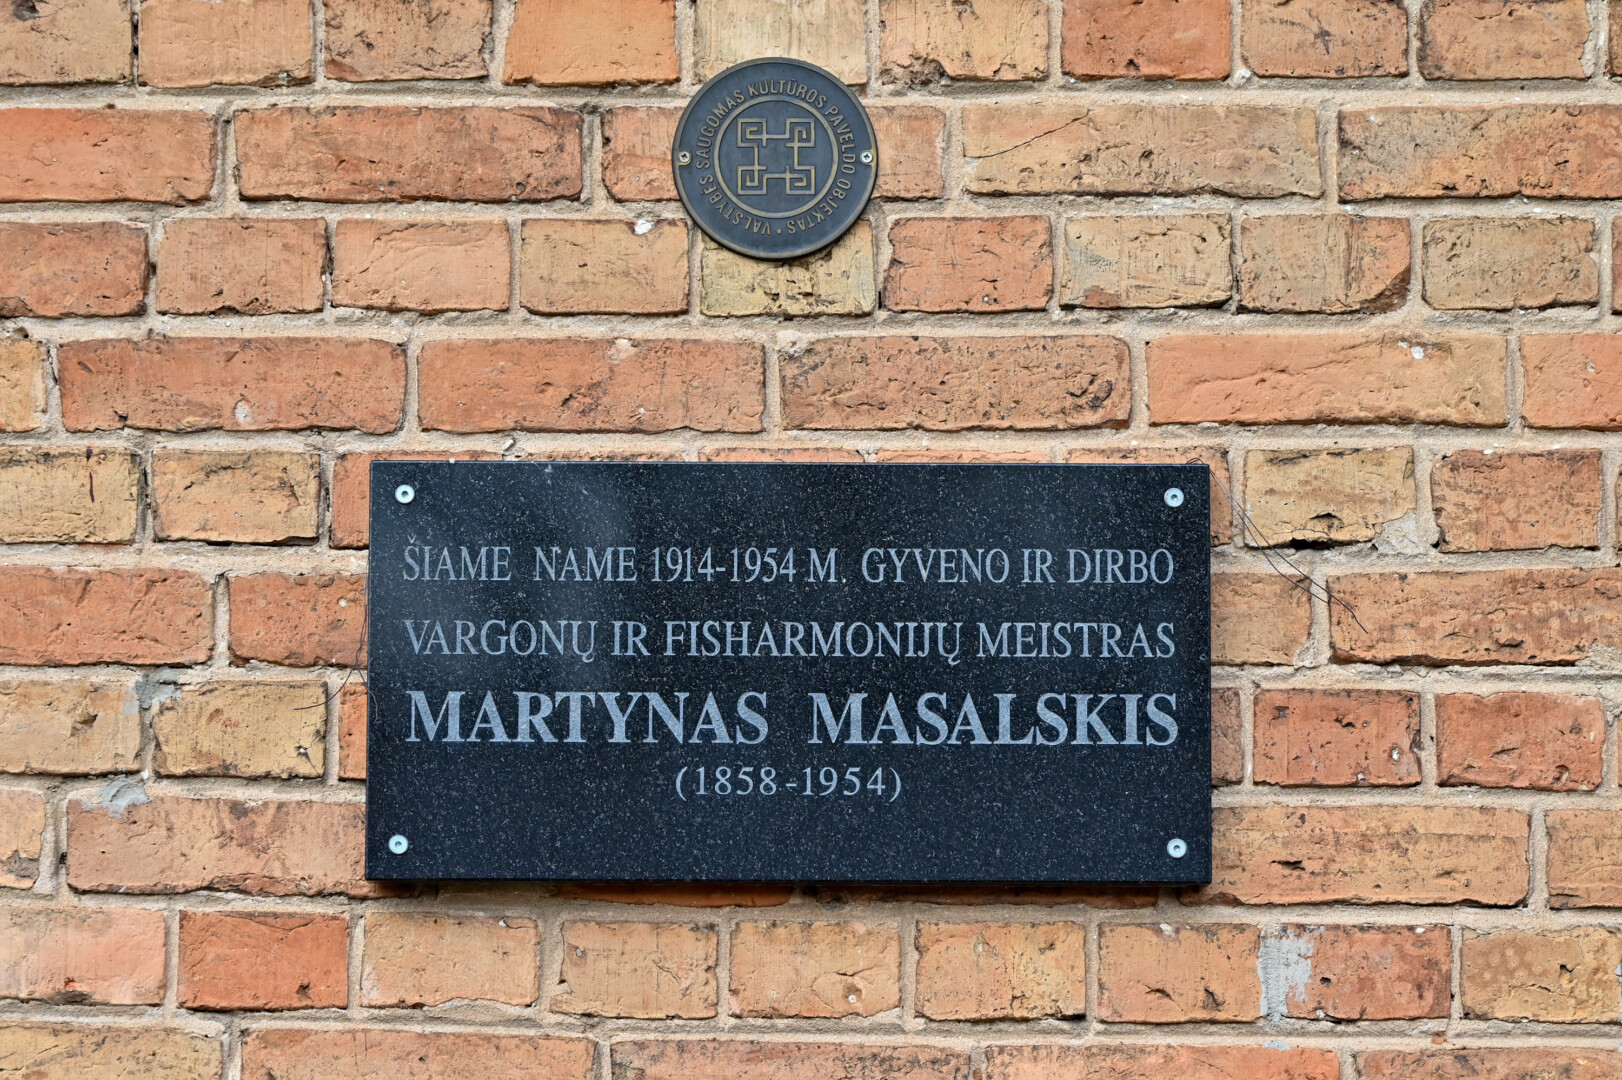 VALSTYBĖS SAUGOMAS KULTŪROS PAVELDO OBJEKTAS •
ŠIAME NAME 1914-1954 M. GYVENO IR DIRBO
VARGONŲ IR FISHARMONIJŲ MEISTRAS
MARTYNAS MASALSKIS
(1858-1954)